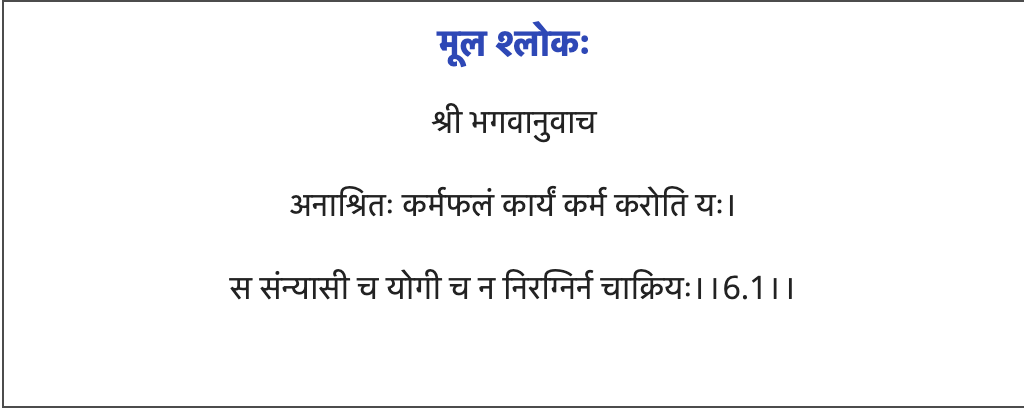 मूल श्लोकः
श्री भगवानुवाच
अनाश्रितः कर्मफलं कार्यं कर्म करोति यः।
स संन्यासी च योगी च न निरग्निर्न चाक्रियः।।6.1।।